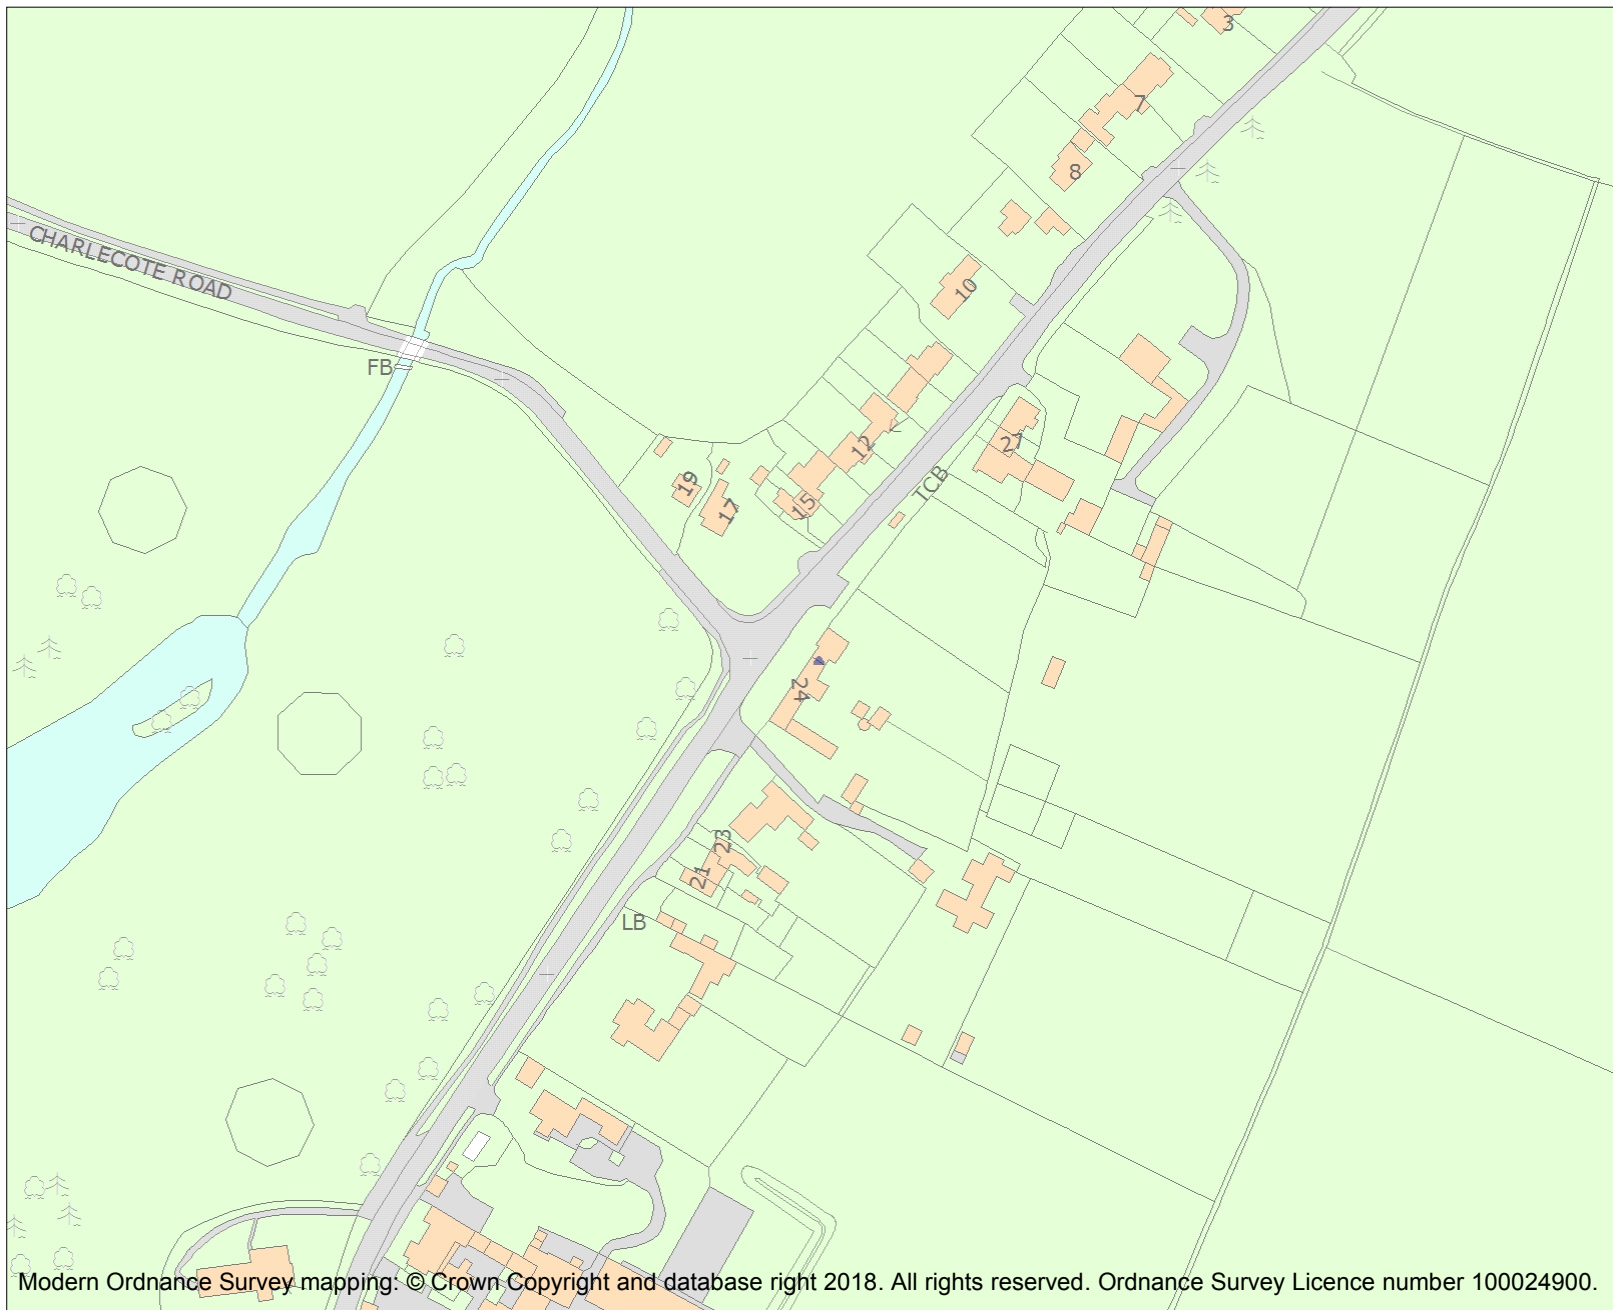 3
7
8
CHARLECOTE ROAD
10
FB
27
12
19
TCB
15
17
24
23
21
LB
Modern Ordnance Survey mapping: © Crown Copyright and database right 2018. All rights reserved. Ordnance Survey Licence number 100024900.